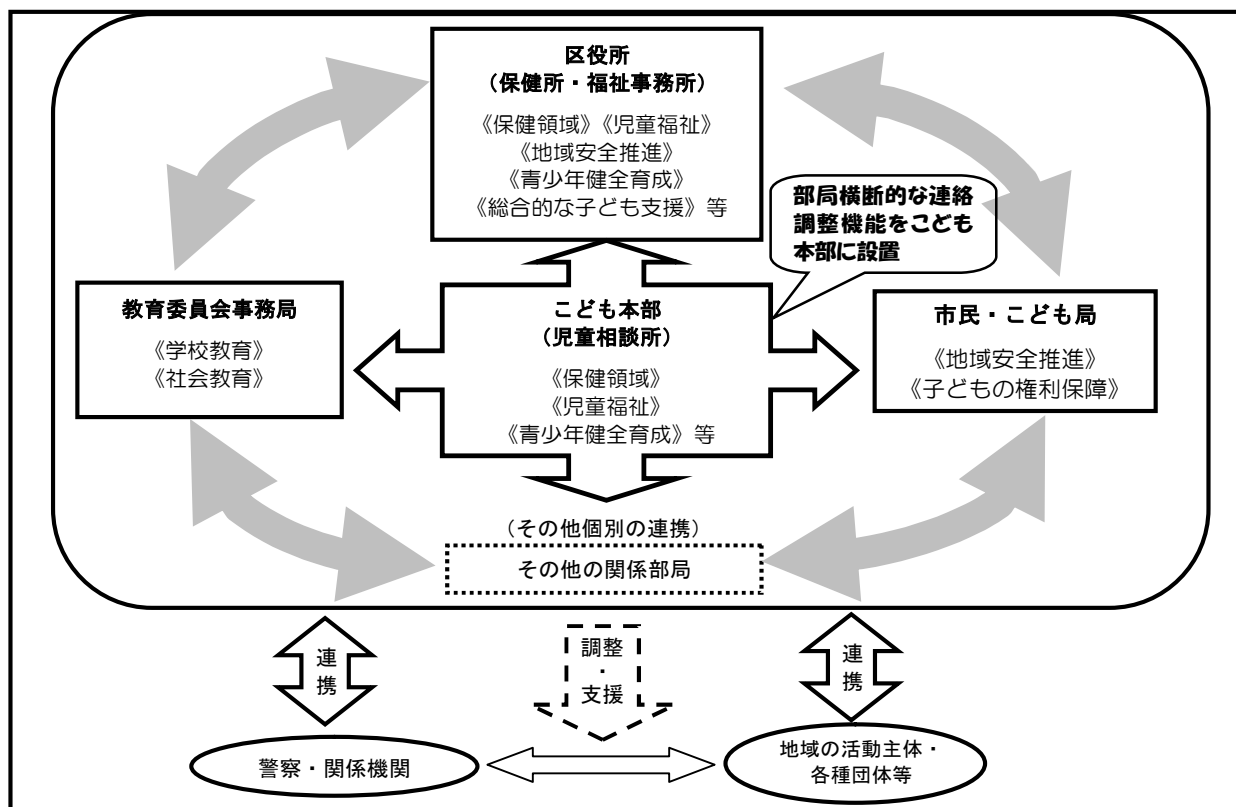 区役所
(保健所・福祉事務所)
《保健領域》《児童福祉》
《地域安全推進》
《青少年健全育成》
《総合的な子ども支援》等
部局横断的な連絡
調整機能をこども
本部に設置
教育委員会事務局
《学校教育》
《社会教育》
こども本部
(児童相談所)
《保健領域》
《児童福祉》
《青少年健全育成》等
市民・こども局
《地域安全推進》
《子どもの権利保障》
(その他個別の連携)
その他の関係部局
連
携
調整
・
支援
連
携
警察・関係機関
地域の活動主体・
各種団体等